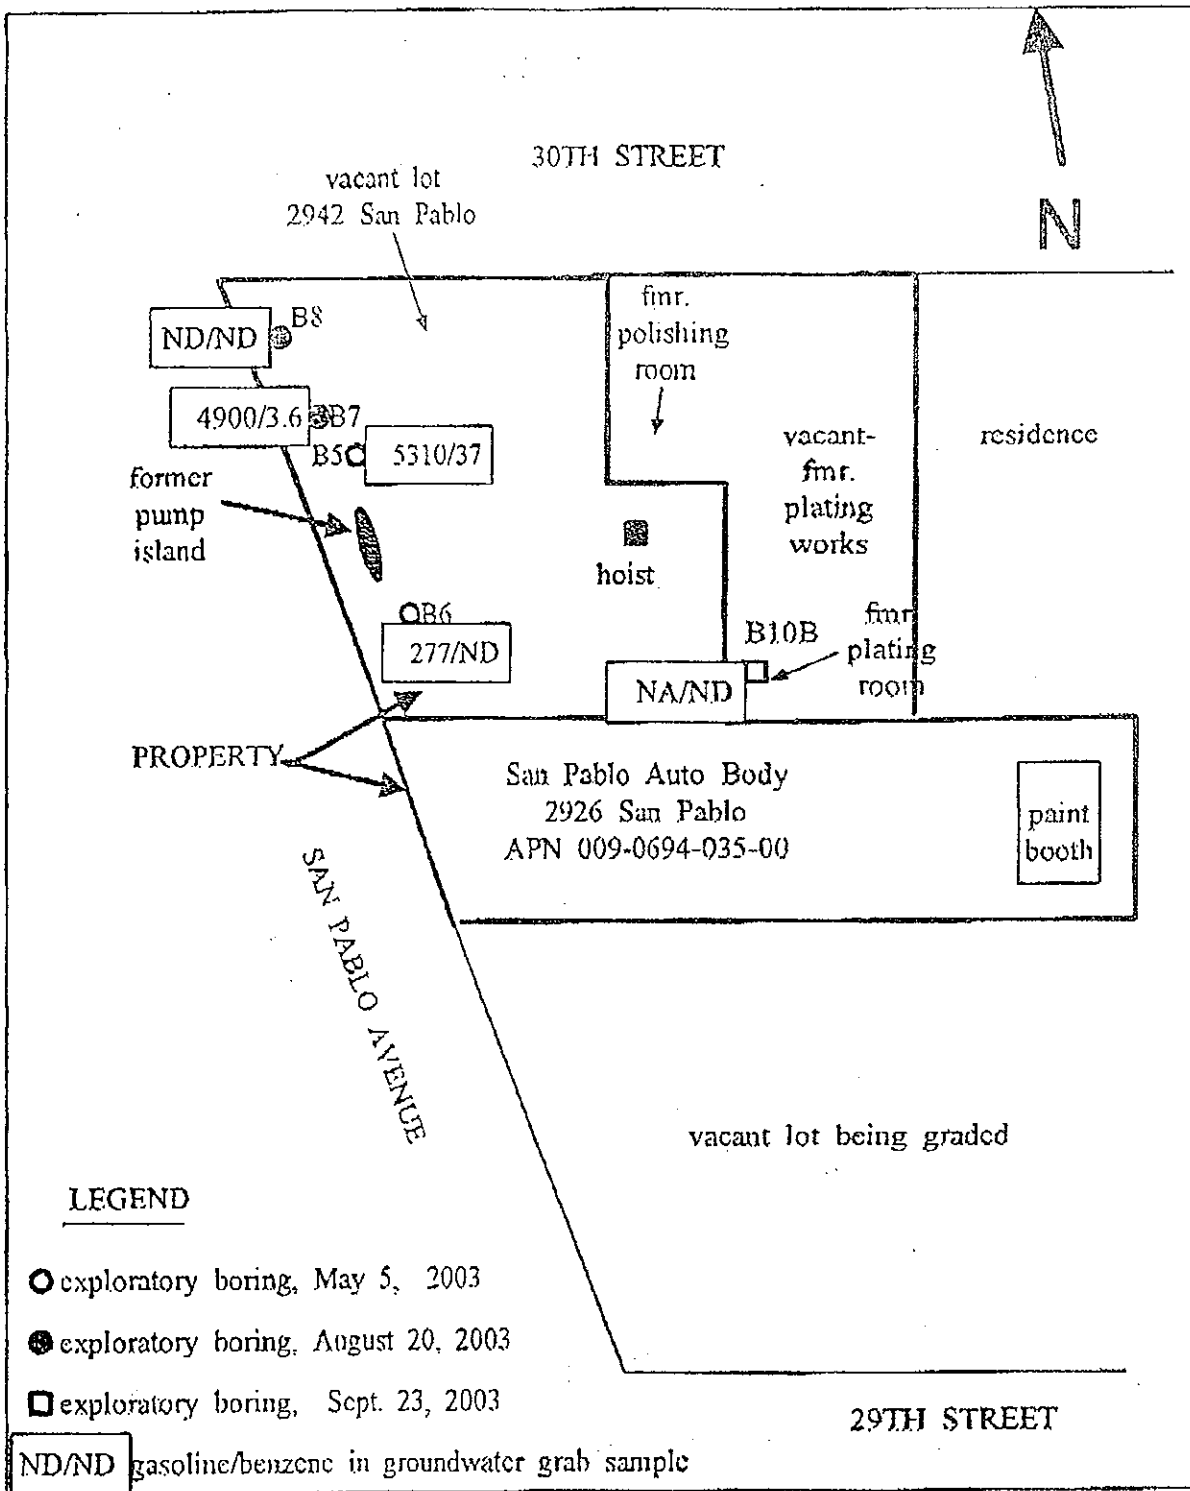 30TH STREET
N
vacant lot
2942 San Pablo
fmr.
polishing
room
ND/ND
B8
4900/3.6
B7
B5
5310/37
vacant-
fmr.
plating
works
residence
former
pump
island
hoist
B6
277/ND
B10B
fmr.
plating
room
NA/ND
PROPERTY
San Pablo Auto Body
2926 San Pablo
APN 009-0694-035-00
paint
booth
SAN PABLO AVENUE
vacant lot being graded
LEGEND
exploratory boring, May 5, 2003
exploratory boring, August 20, 2003
exploratory boring, Sept. 23, 2003
29TH STREET
ND/ND gasoline/benzene in groundwater grab sample